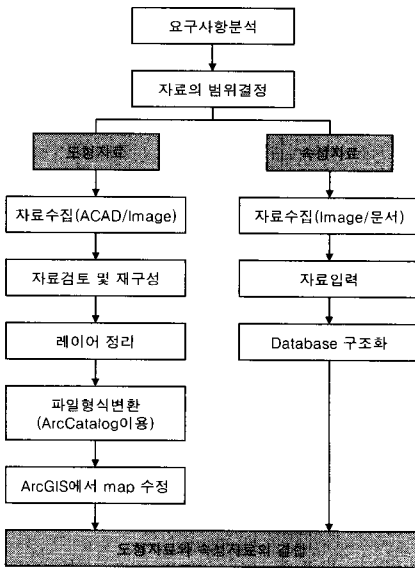 요구사항분석
자료의 범위결정
도형자료
속성자료
자료수집(ACAD/Image)
자료수집(Image/문서)
자료검토 및 재구성
자료입력
레이어 정리
Database 구조화
파일형식변환
(ArcCatalog이용)
ArcGIS에서 map 수정
도형자료와 속성자료의 결합